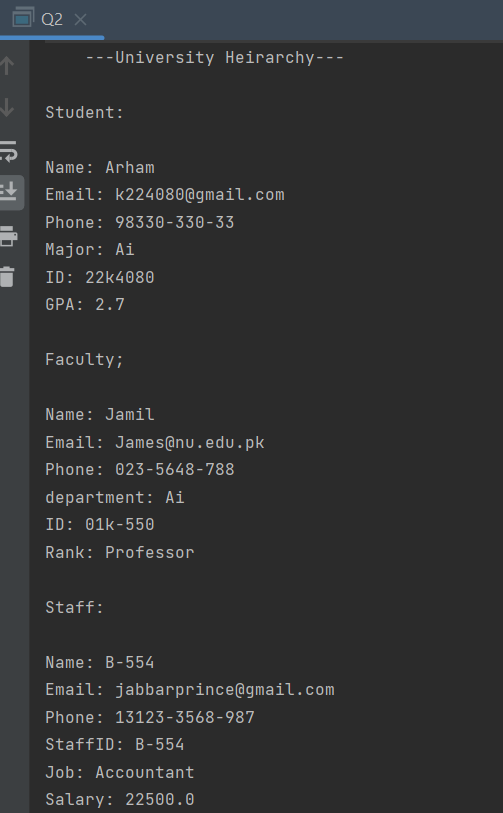 Q2
---University Heirarchy---
Student:
Name: Arham
Email: k224080@gmail.com
Phone: 98330-330-33
Major: Ai
ID: 22k4080
GPA: 2.7
Faculty;
Name: Jamil
Email: James@nu.edu.pk
Phone: 023-5648-788
department: Ai
ID: 01k-550
Rank: Professor
Staff:
Name: B-554
Email: jabbarprince@gmail.com
Phone: 13123-3568-987
StaffID: B-554
Job: Accountant
Salary: 22500.0